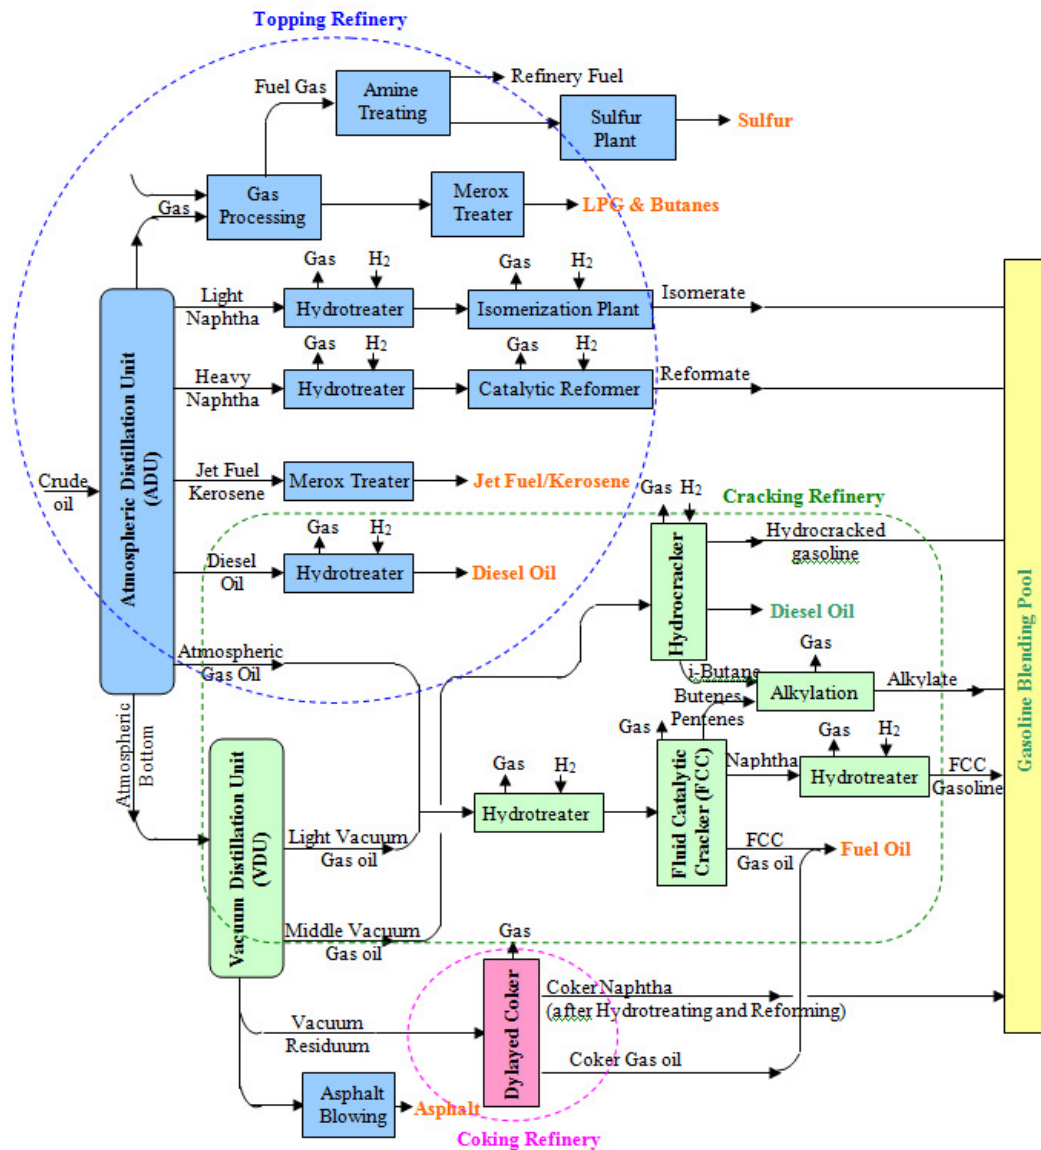 Topping Refinery
Fuel Gas
Amine
Treating
Refinery Fuel
Sulfur
Plant
Sulfur
Gas
Gas
Processing
Merox
Treater
LPG & Butanes
Gas
H2
Gas
H2
Light
Naphtha
Hydrotreater
Isomerization Plant
Isomerate
Gas
H2
Gas
H2
Heavy
Naphtha
Hydrotreater
Catalytic Reformer
Reformate
Crude
oil
Atmospheric Distillation Unit
(ADU)
Jet Fuel
Kerosene
Merox Treater
Jet Fuel/Kerosene
Cracking Refinery
Gas
H2
Hydrocracker
Hydrocracked
gasoline
Gas
H2
Diesel
Oil
Hydrotreater
Diesel Oil
Diesel Oil
Gasoline Blending Pool
Atmospheric
Gas Oil
i-Butane
Butenes
Pentenes
Gas
Alkylation
Alkylate
Atmospheric
Bottom
Vacuum Distillation Unit
(VDU)
Gas
H2
Hydrotreater
Gas
Fluid Catalytic
Cracker (FCC)
Naphtha
Gas
H2
Hydrotreater
FCC
Gasoline
Light Vacuum
Gas oil
FCC
Gas oil
Fuel Oil
Middle Vacuum
Gas oil
Gas
Dylayed Coker
Coker Naphtha
(after Hydrotreating and Reforming)
Vacuum
Residuum
Coker Gas oil
Asphalt
Blowing
Asphalt
Coking Refinery